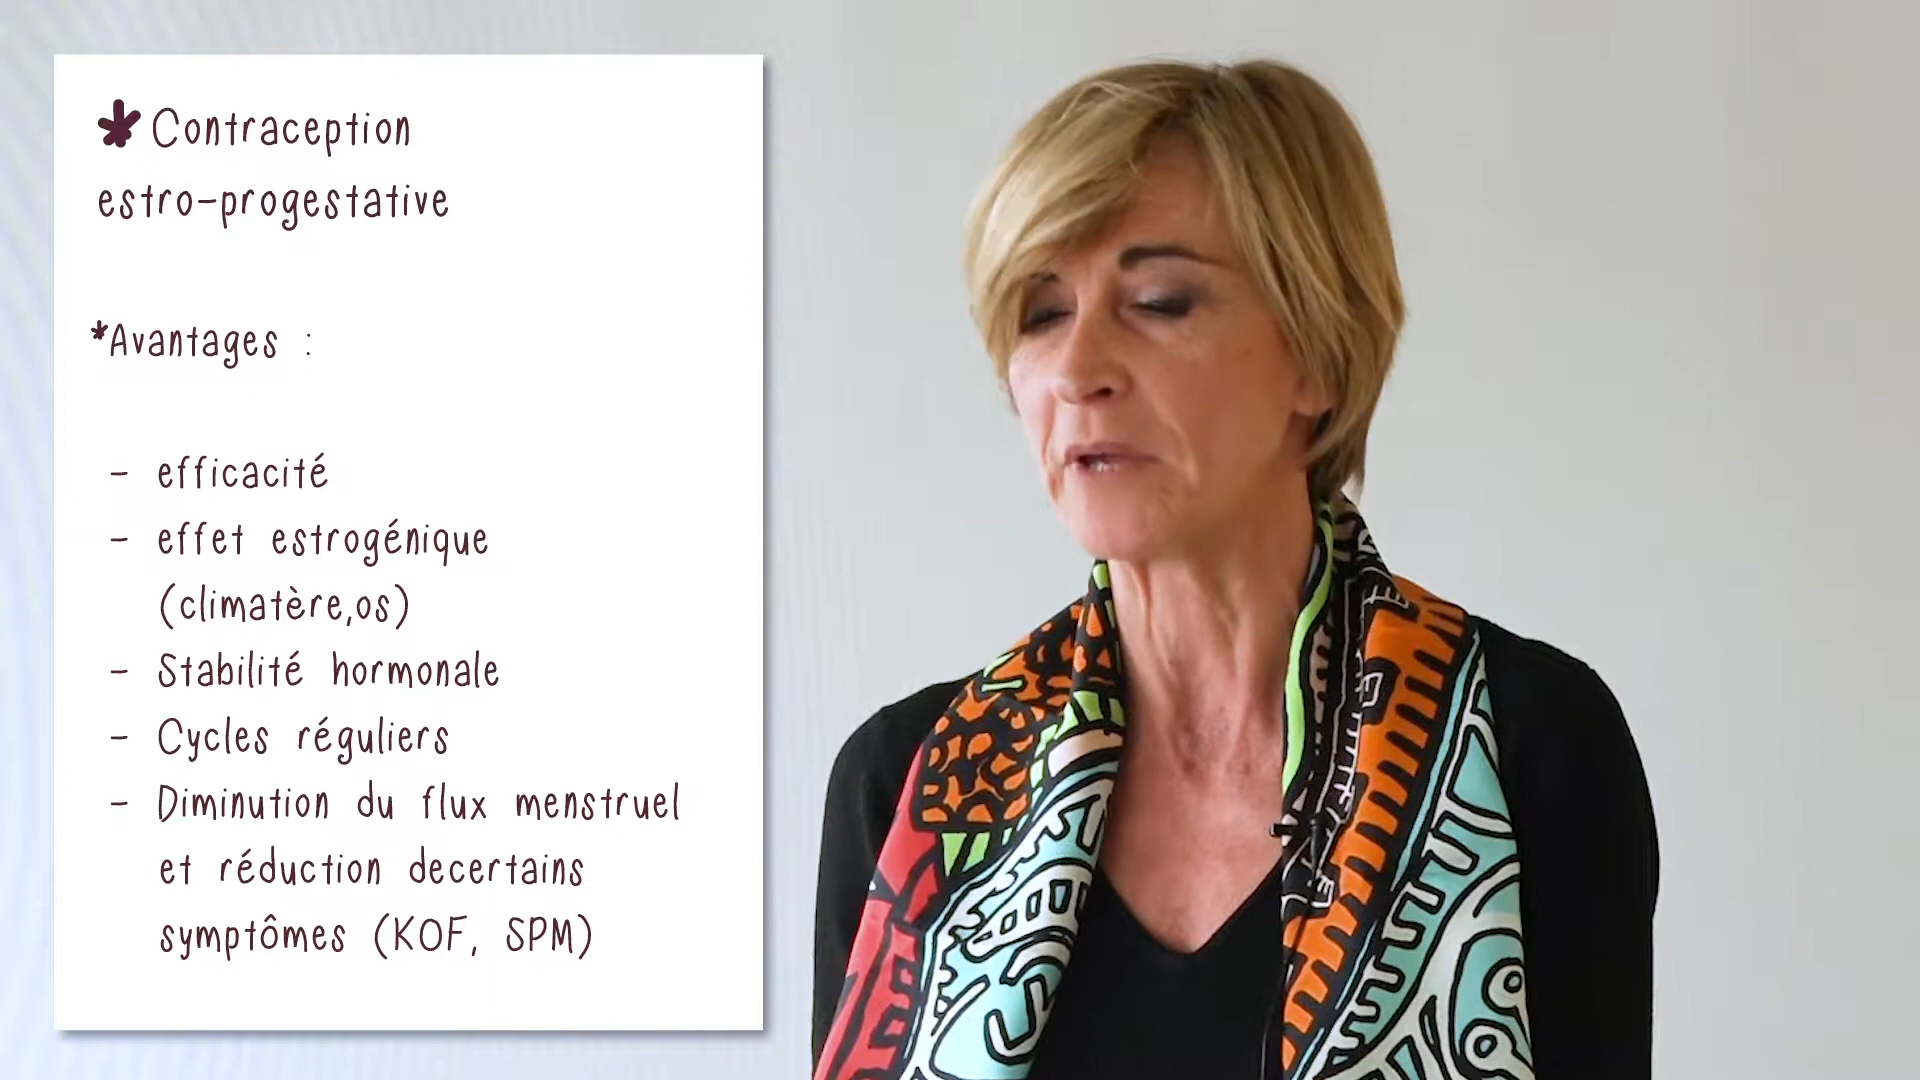 * Contraception
estro-progestative
*Avantages :
- efficacité
- effet estrogénique
(climatère,os)
- Stabilité hormonale
- Cycles réguliers
- Diminution du flux menstruel
et réduction decertains
symptômes (KOF, SPM)